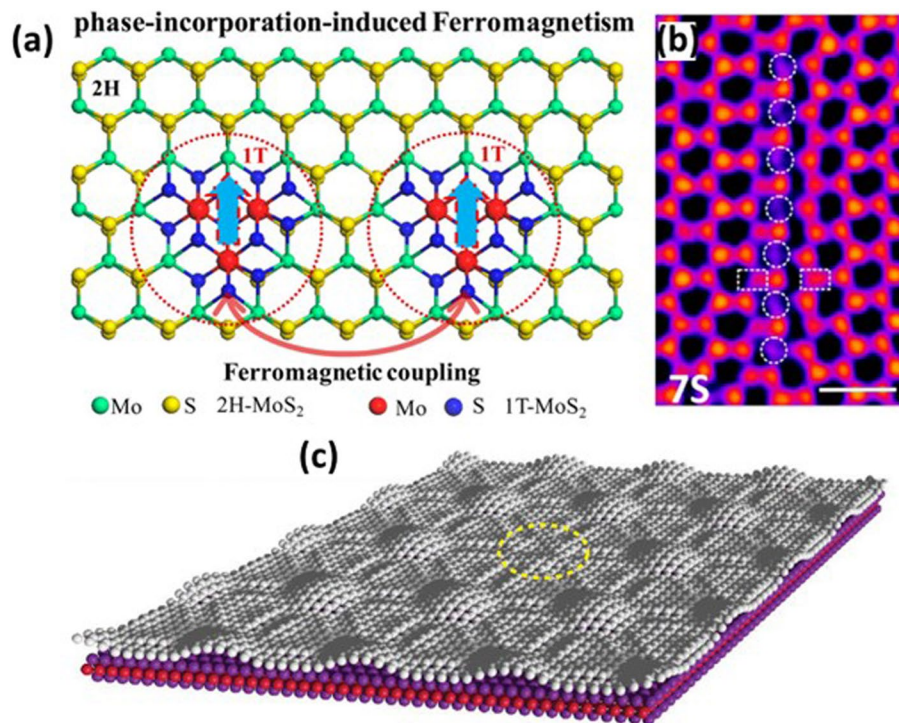 (a) phase-incorporation-induced Ferromagnetism
2H
1T
1T
Ferromagnetic coupling
Mo S 2H-MoS₂ Mo S 1T-MoS₂
(b)
7S
(c)